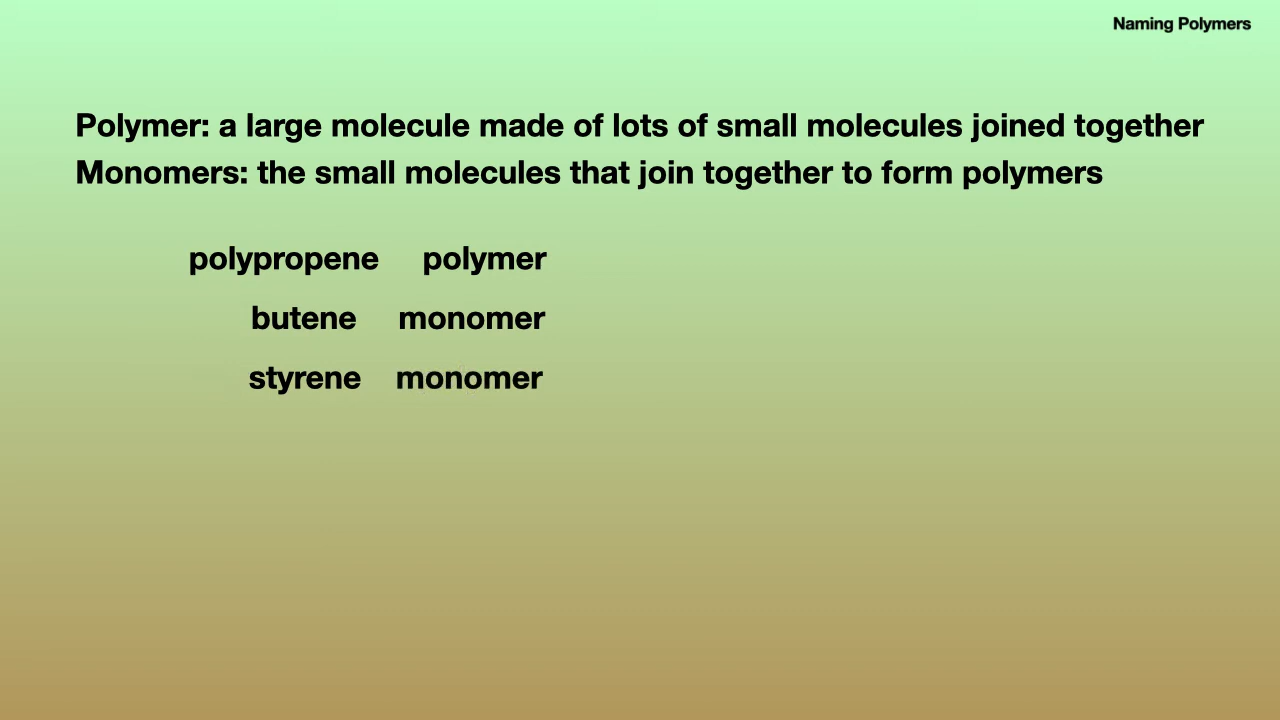 Naming Polymers
Polymer: a large molecule made of lots of small molecules joined together
Monomers: the small molecules that join together to form polymers
polypropene polymer
butene monomer
styrene monomer